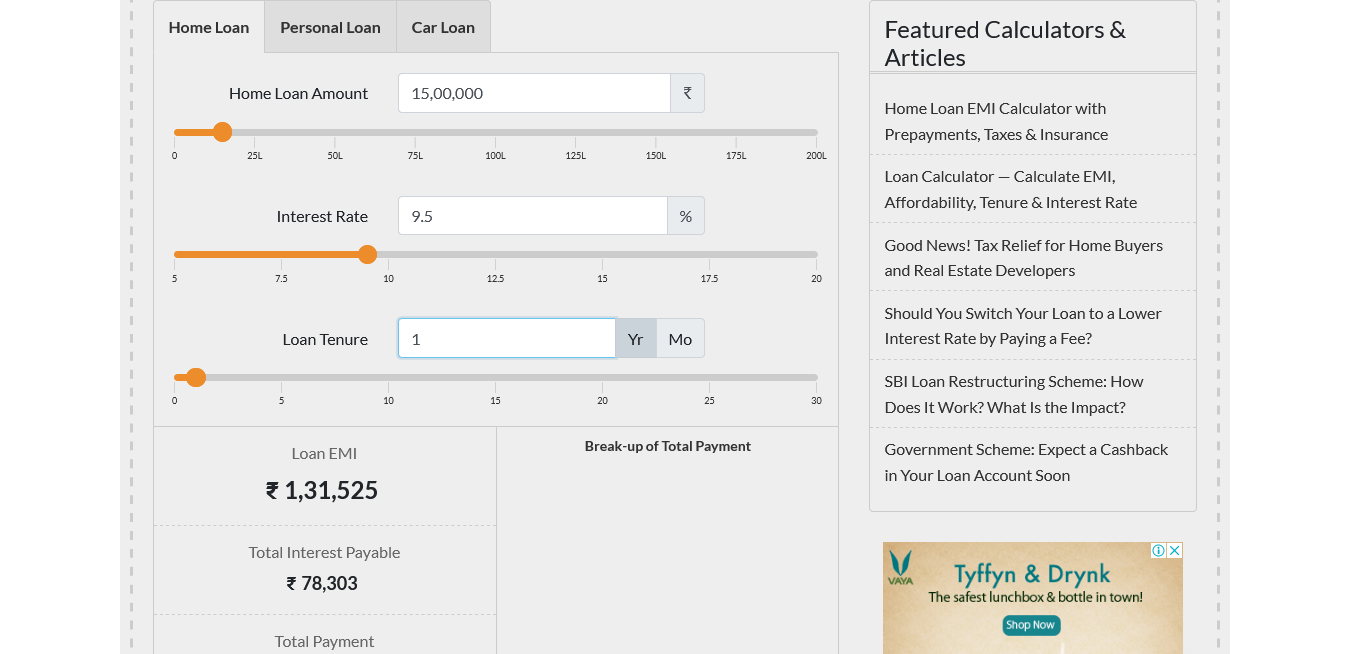 Home Loan
Personal Loan
Car Loan
Home Loan Amount
15,00,000
₹
0
25L
50L
75L
100L
125L
150L
175L
200L
Interest Rate
9.5
%
5
7.5
10
12.5
15
17.5
20
Loan Tenure
1
Yr
Mo
0
5
10
15
20
25
30
Loan EMI
₹ 1,31,525
Total Interest Payable
₹ 78,303
Total Payment
Break-up of Total Payment
Featured Calculators &
Articles
Home Loan EMI Calculator with
Prepayments, Taxes & Insurance
Loan Calculator — Calculate EMI,
Affordability, Tenure & Interest Rate
Good News! Tax Relief for Home Buyers
and Real Estate Developers
Should You Switch Your Loan to a Lower
Interest Rate by Paying a Fee?
SBI Loan Restructuring Scheme: How
Does It Work? What Is the Impact?
Government Scheme: Expect a Cashback
in Your Loan Account Soon
VAYA
Tyffyn & Drynk
The safest lunchbox & bottle in town!
Shop Now